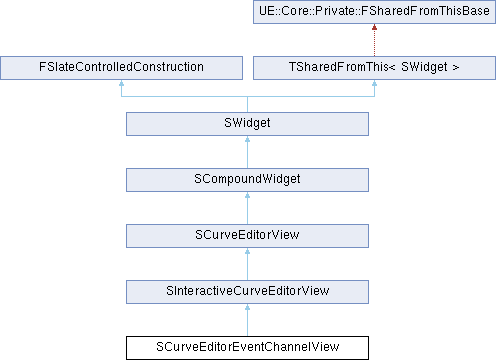 UE::Core::Private::FSharedFromThisBase
FSlateControlledConstruction
TSharedFromThis< SWidget >
SWidget
SCompoundWidget
SCurveEditorView
SInteractiveCurveEditorView
SCurveEditorEventChannelView